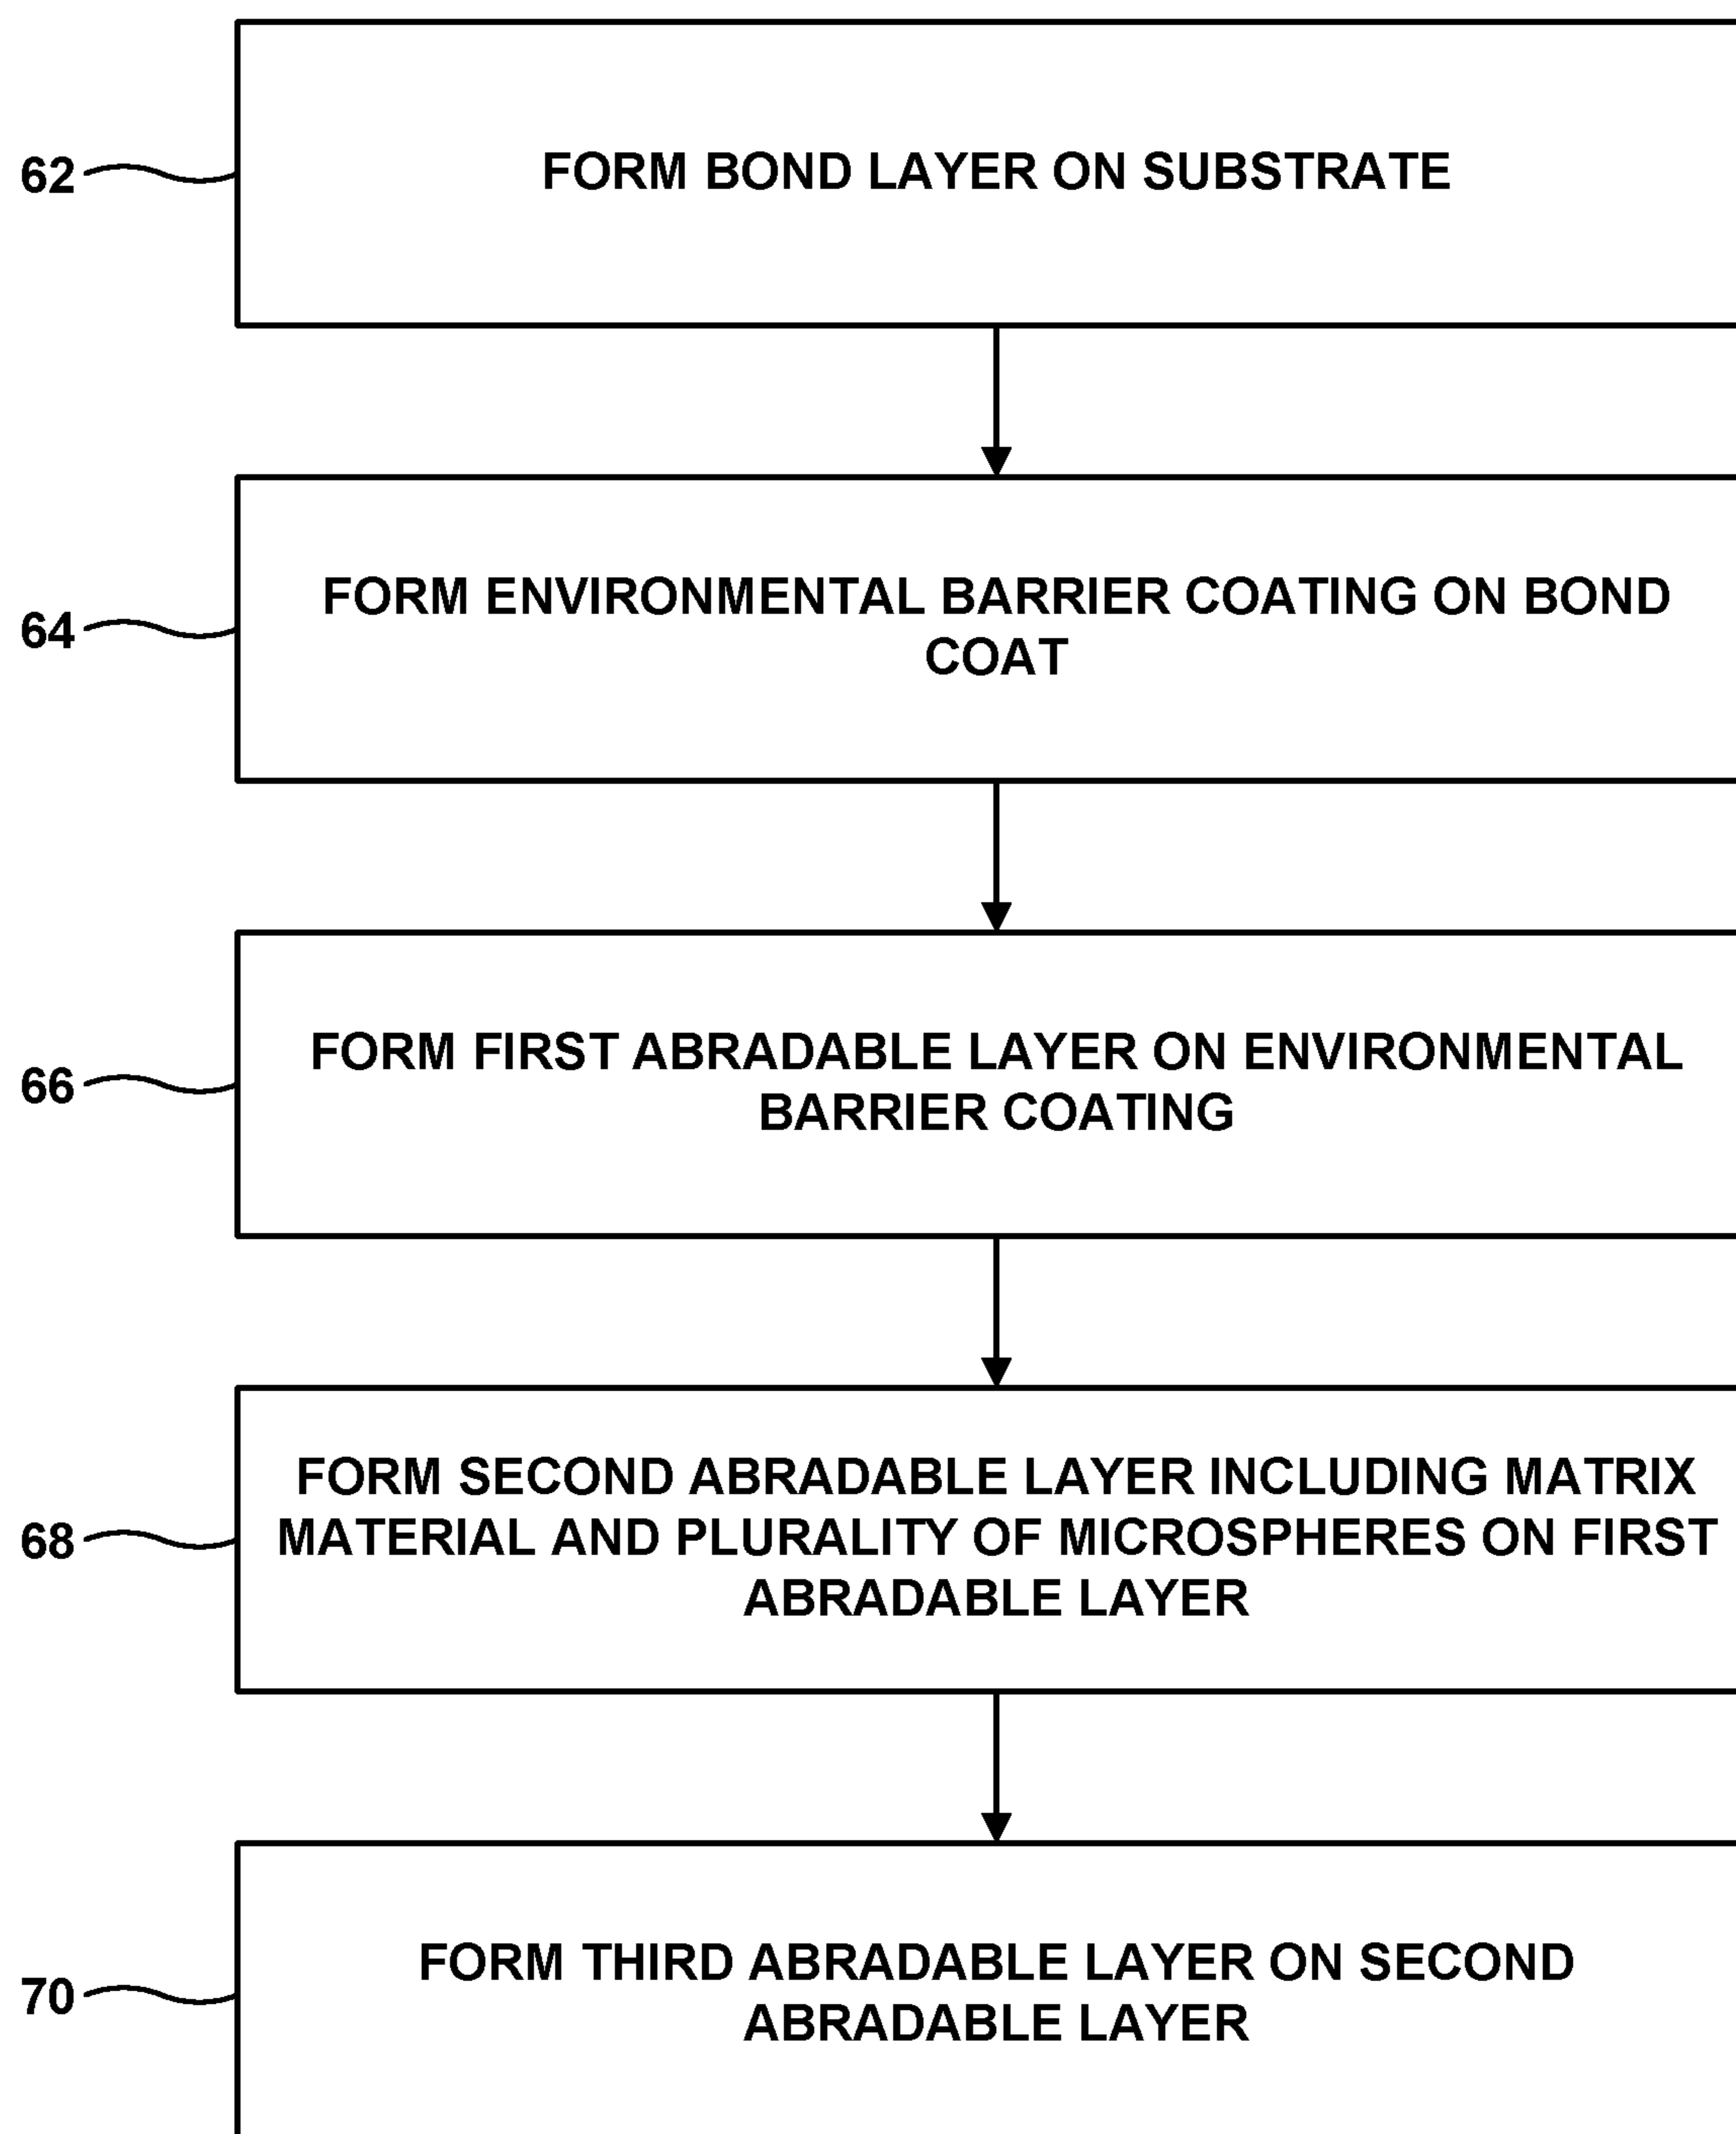 62
FORM BOND LAYER ON SUBSTRATE
64
FORM ENVIRONMENTAL BARRIER COATING ON BOND
COAT
66
FORM FIRST ABRADABLE LAYER ON ENVIRONMENTAL
BARRIER COATING
68
FORM SECOND ABRADABLE LAYER INCLUDING MATRIX
MATERIAL AND PLURALITY OF MICROSPHERES ON FIRST
ABRADABLE LAYER
70
FORM THIRD ABRADABLE LAYER ON SECOND
ABRADABLE LAYER